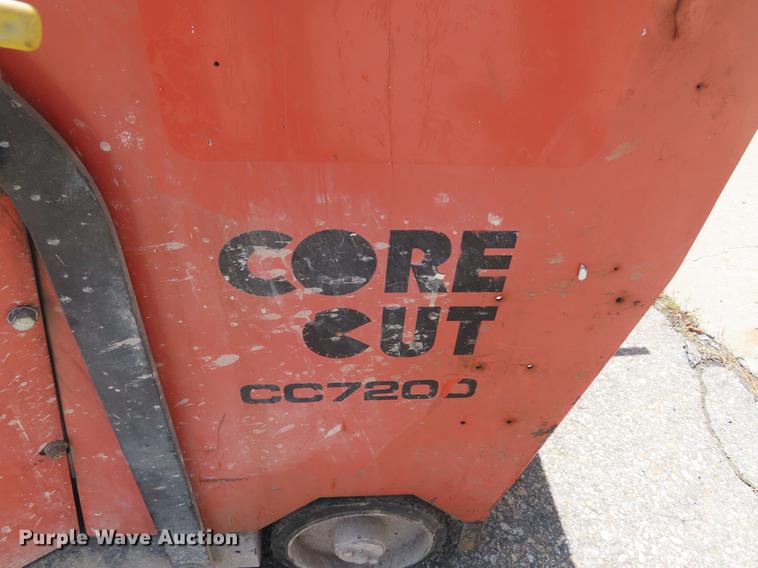 CORE
CUT
CC7200
Purple Wave Auction